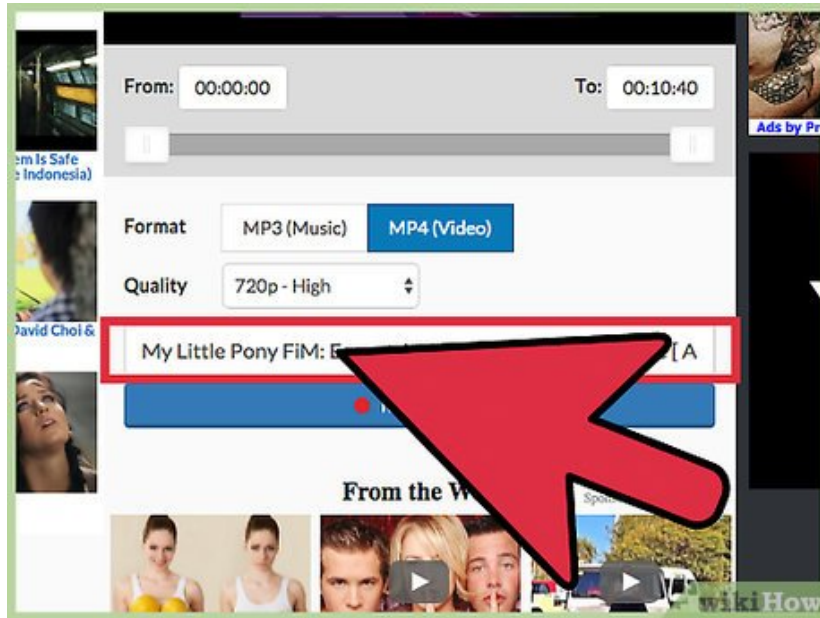 From: 00:00:00 To: 00:10:40
Ads by Pr
em Is Safe
e Indonesia)
Format MP3 (Music) MP4 (Video)
Quality 720p - High
David Choi &
My Little Pony FiM: [ A
From the
wikiHow